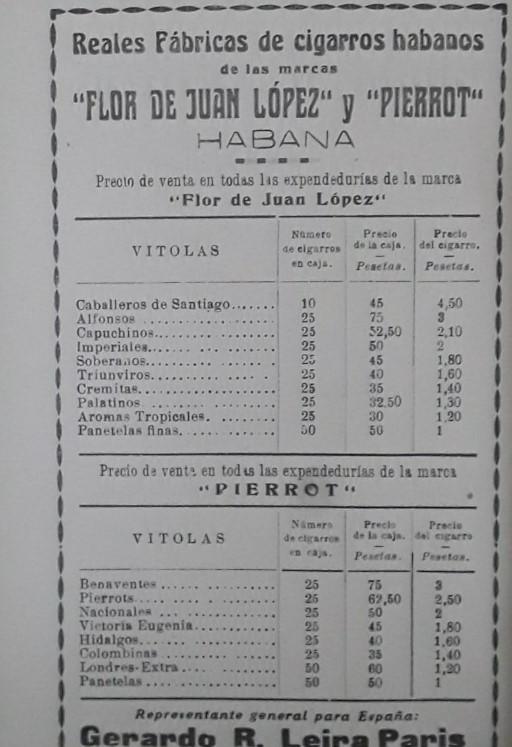 Reales Fábricas de cigarros habanos
de las marcas
"FLOR DE JUAN LÓPEZ" y "PIERROT"
HABANA
Precio de venta en todas las expendedurías de la marca
"Flor de Juan López"
VITOLAS Número de cigarros en caja. Precio de la caja. — Pesetas. Precio del cigarro. — Pesetas.
Caballeros de Santiago....... 10 45 4,50
Alfonsos .................... 25 75 3
Capuchinos................... 25 52,50 2,10
Imperiales................... 25 50 2
Soberanos.................... 25 45 1,80
Triunviros................... 25 40 1,60
Cremitas..................... 25 35 1,40
Palatinos.................... 25 32,50 1,30
Aromas Tropicales. .......... 25 30 1,20
Panetelas finas.............. 50 50 1
Precio de venta en todas las expendedurías de la marca
"PIERROT"
VITOLAS Número de cigarros en caja. Precio de la caja. — Pesetas. Precio del cigarro — Pesetas.
Benaventes .................. 25 75 3
Pierrots..................... 25 62,50 2,50
Nacionales .................. 25 50 2
Victoria Eugenia............. 25 45 1,80
Hidalgos..................... 25 40 1,60
Colombinas .................. 25 35 1,40
Londres-Extra................ 50 60 1,20
Panetelas ................... 50 50 1
Representante general para España:
Gerardo R. Leira Paris